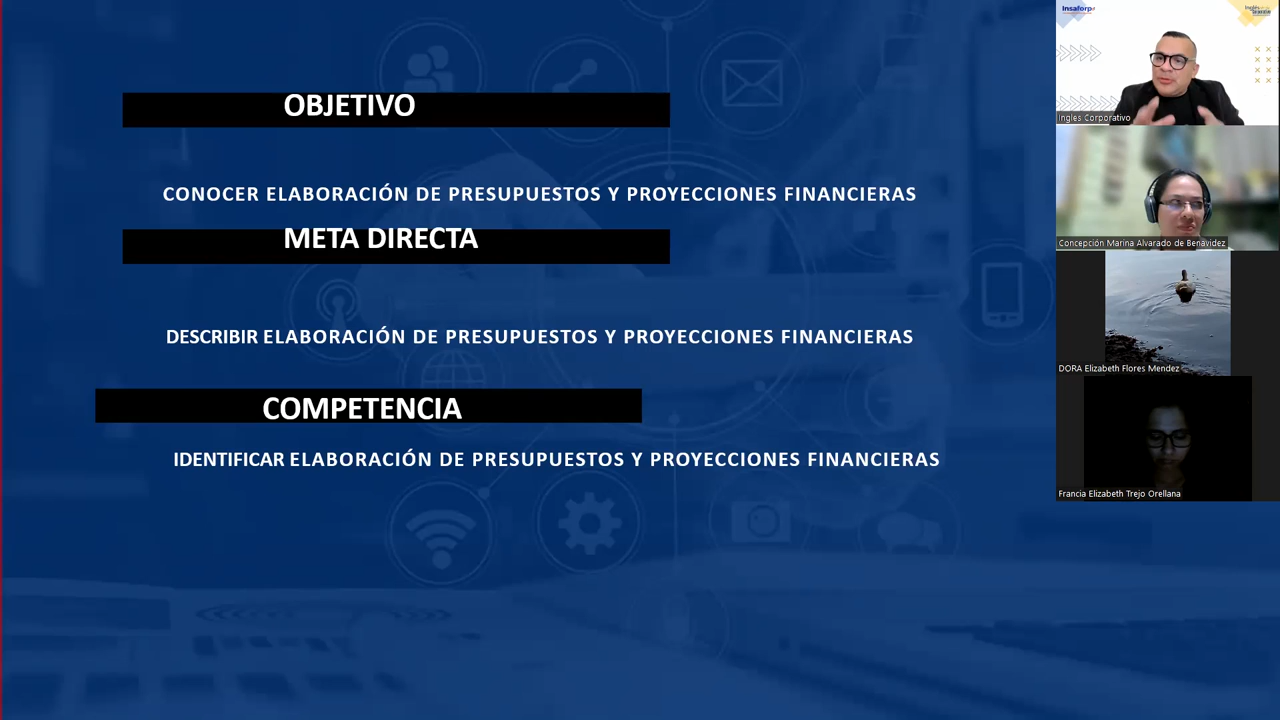 OBJETIVO
CONOCER ELABORACIÓN DE PRESUPUESTOS Y PROYECCIONES FINANCIERAS
META DIRECTA
DESCRIBIR ELABORACIÓN DE PRESUPUESTOS Y PROYECCIONES FINANCIERAS
COMPETENCIA
IDENTIFICAR ELABORACIÓN DE PRESUPUESTOS Y PROYECCIONES FINANCIERAS
Insaforp
Ingles Corporativo
Concepción Marina Alvarado de Benavidez
DORA Elizabeth Flores Mendez
Francia Elizabeth Trejo Orellana